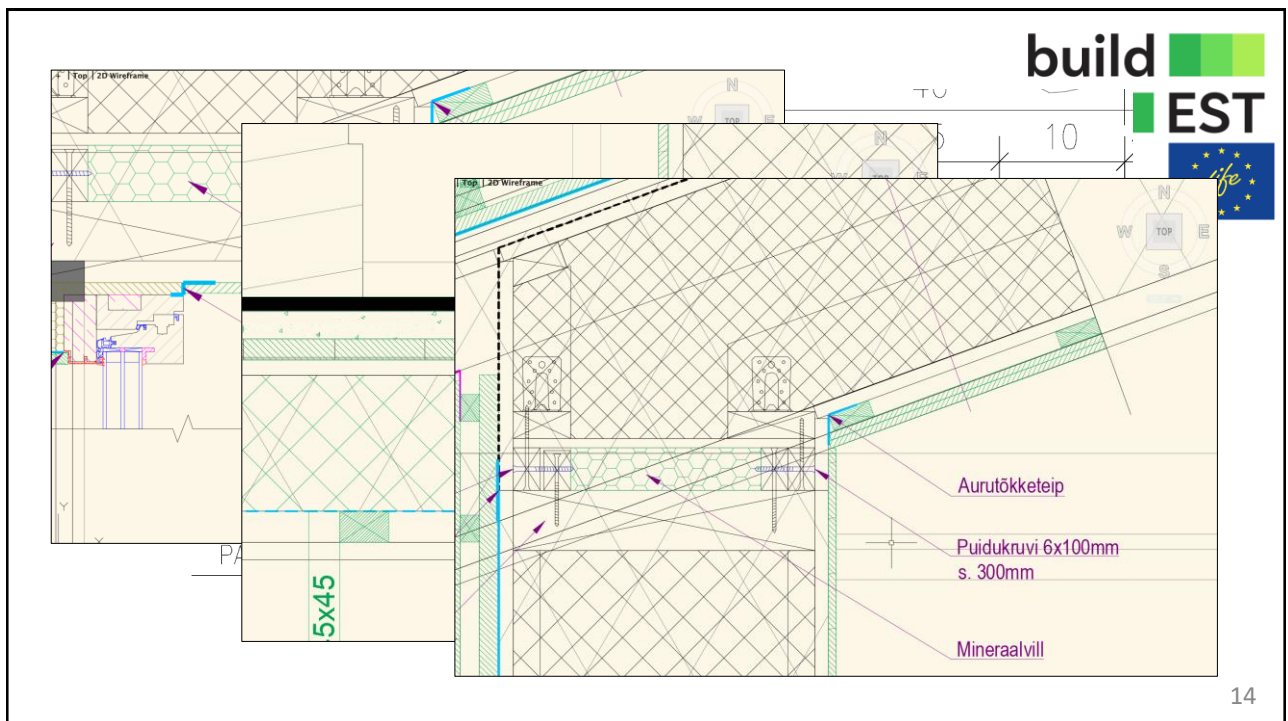 build
EST
life
Top | 2D Wireframe
N
W
TOP
E
10
N
W
TOP
E
Top | 2D Wireframe
N
W
TOP
E
S
Aurutõkketeip
Puidukruvi 6x100mm
s. 300mm
Mineraalvill
5x45
Y
X
PA
14